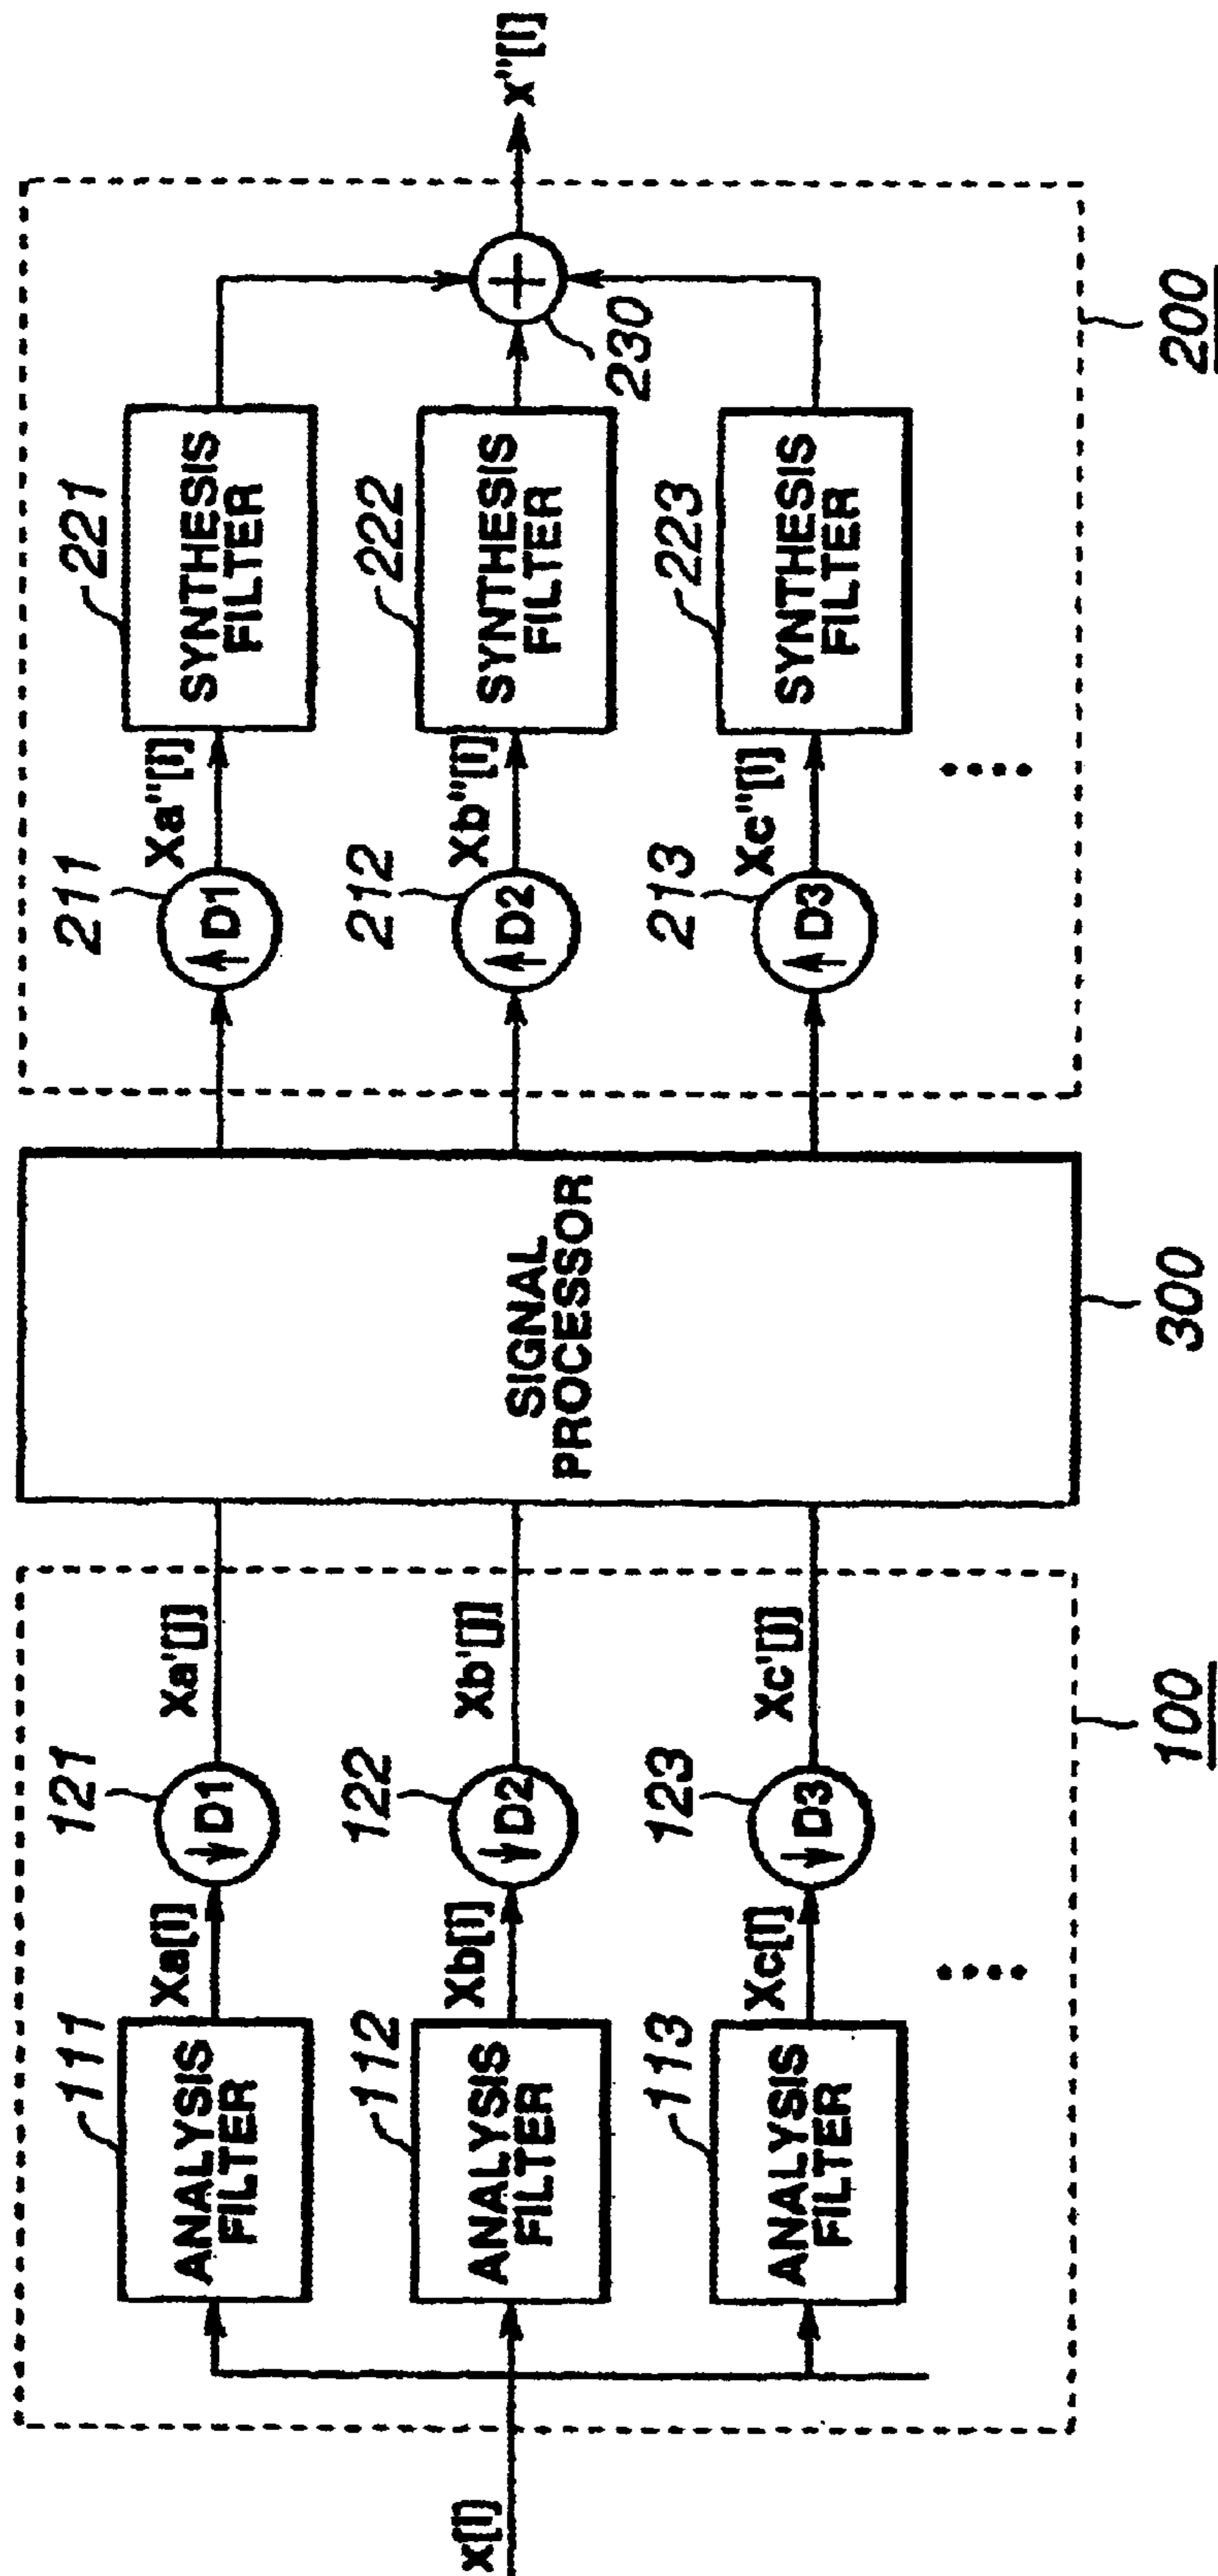 x[i]
111
ANALYSIS
FILTER
Xa[i]
121
↓D1
Xa'[j]
112
ANALYSIS
FILTER
Xb[i]
122
↓D2
Xb'[j]
113
ANALYSIS
FILTER
Xc[i]
123
↓D3
Xc'[j]
....
100
SIGNAL
PROCESSOR
300
211
↑D1
Xa''[i]
221
SYNTHESIS
FILTER
212
↑D2
Xb''[i]
222
SYNTHESIS
FILTER
213
↑D3
Xc''[i]
223
SYNTHESIS
FILTER
....
+
230
x''[i]
200